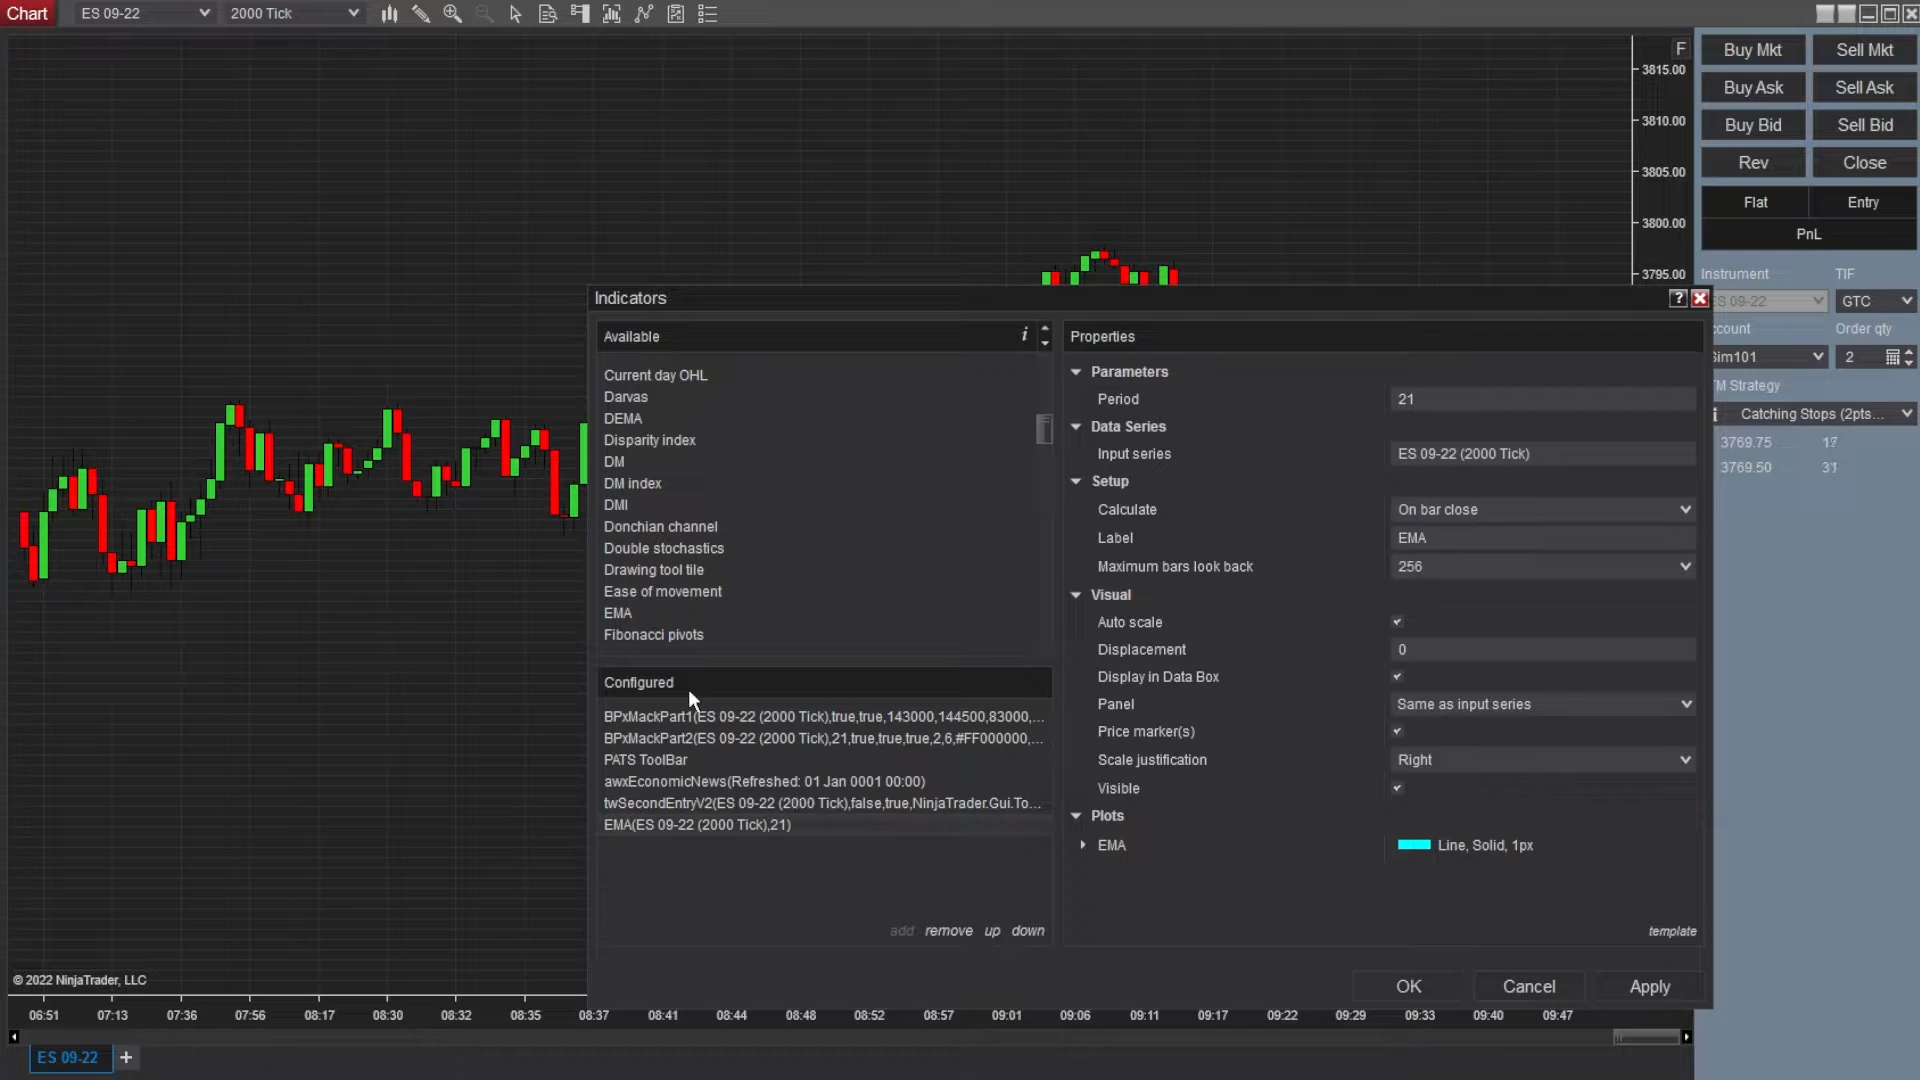 Chart ES 09-22 2000 Tick
F
3815.00
3810.00
3805.00
3800.00
3795.00
Buy Mkt Sell Mkt
Buy Ask Sell Ask
Buy Bid Sell Bid
Rev Close
Flat Entry
PnL
Instrument TIF
ES 09-22 GTC
ccount Order qty
Sim101 2
TM Strategy
Catching Stops (2pts...
3769.75
3769.50 31
Indicators ?
Available i
Current day OHL
Darvas
DEMA
Disparity index
DM
DM index
DMI
Donchian channel
Double stochastics
Drawing tool tile
Ease of movement
EMA
Fibonacci pivots
Configured
BPxMackPart1(ES 09-22 (2000 Tick),true,true,143000,144500,83000,...
BPxMackPart2(ES 09-22 (2000 Tick),21,true,true,true,2,6,#FF000000,...
PATS ToolBar
awxEconomicNews(Refreshed: 01 Jan 0001 00:00)
twSecondEntryV2(ES 09-22 (2000 Tick),false,true,NinjaTrader.Gui.To...
EMA(ES 09-22 (2000 Tick),21)
add remove up down
Properties
Parameters
Period 21
Data Series
Input series ES 09-22 (2000 Tick)
Setup
Calculate On bar close
Label EMA
Maximum bars look back 256
Visual
Auto scale
Displacement 0
Display in Data Box
Panel Same as input series
Price marker(s)
Scale justification Right
Visible
Plots
EMA Line, Solid, 1px
template
OK Cancel Apply
© 2022 NinjaTrader, LLC
06:51 07:13 07:36 07:56 08:17 08:30 08:32 08:35 08:37 08:41 08:44 08:48 08:52 08:57 09:01 09:06 09:11 09:17 09:22 09:29 09:33 09:40 09:47
ES 09-22 +